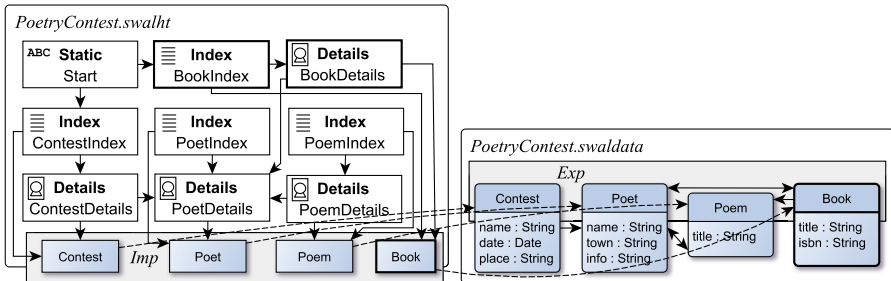 PoetryContest.swalht
ABC Static
Start
Index
BookIndex
Details
BookDetails
Index
ContestIndex
Index
PoetIndex
Index
PoemIndex
Details
ContestDetails
Details
PoetDetails
Details
PoemDetails
Contest
Imp
Poet
Poem
Book
PoetryContest.swaldata
Exp
Contest
name : String
date : Date
place : String
Poet
name : String
town : String
info : String
Poem
title : String
Book
title : String
isbn : String